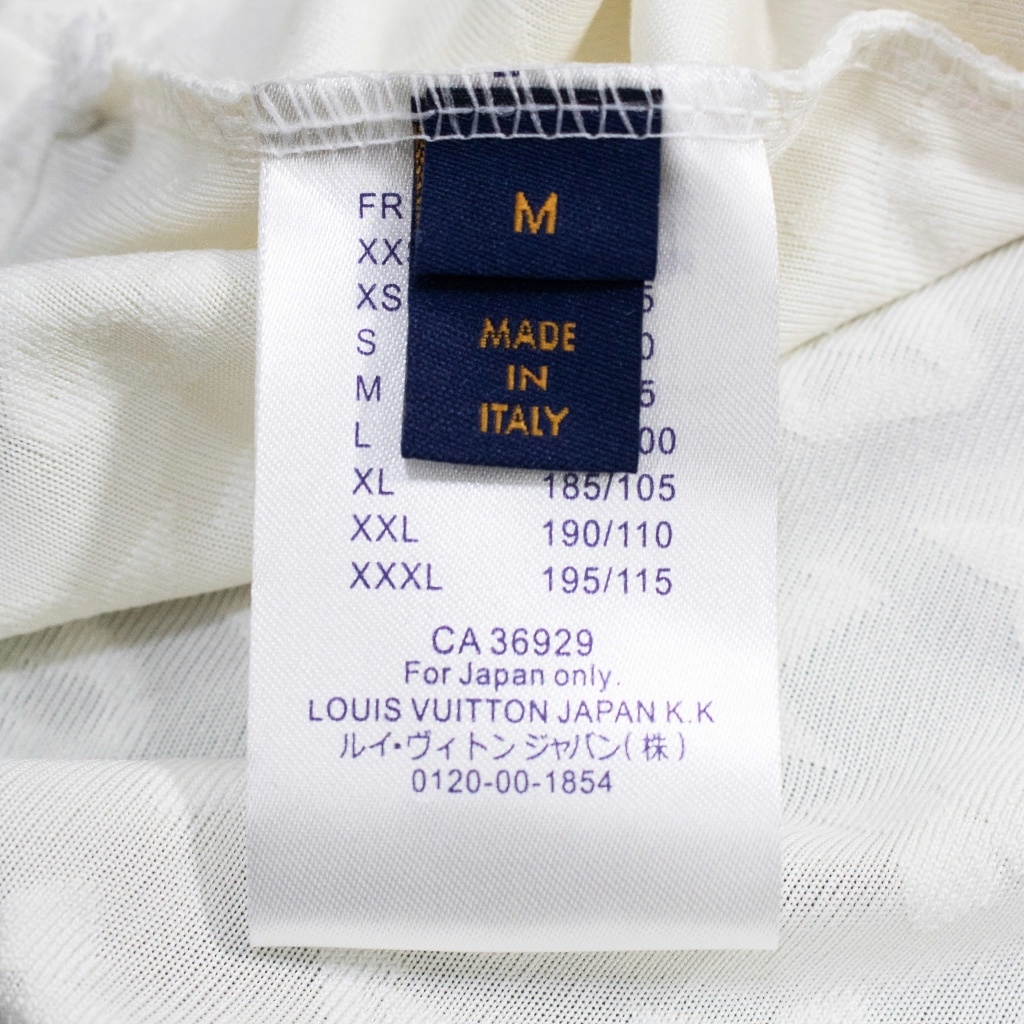 M
MADE
IN
ITALY
FR
XS
S
M
L
XL 185/105
XXL 190/110
XXXL 195/115
CA 36929
For Japan only.
LOUIS VUITTON JAPAN K.K
ルイ・ヴィトン ジャパン(株)
0120-00-1854